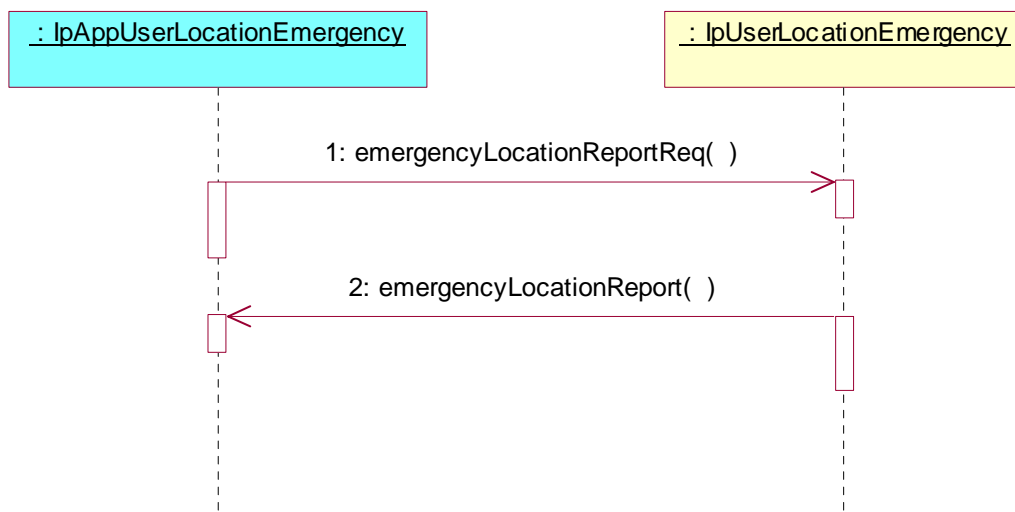 : IpAppUserLocationEmergency
: IpUserLocationEmergency
1: emergencyLocationReportReq( )
2: emergencyLocationReport( )